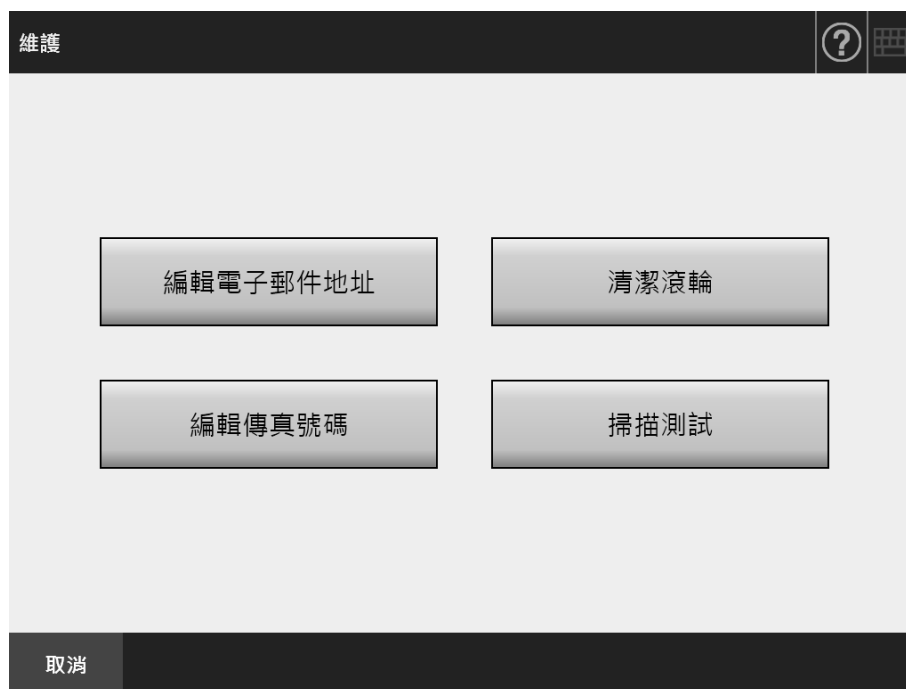 維護
編輯電子郵件地址
清潔滾輪
編輯傳真號碼
掃描測試
取消